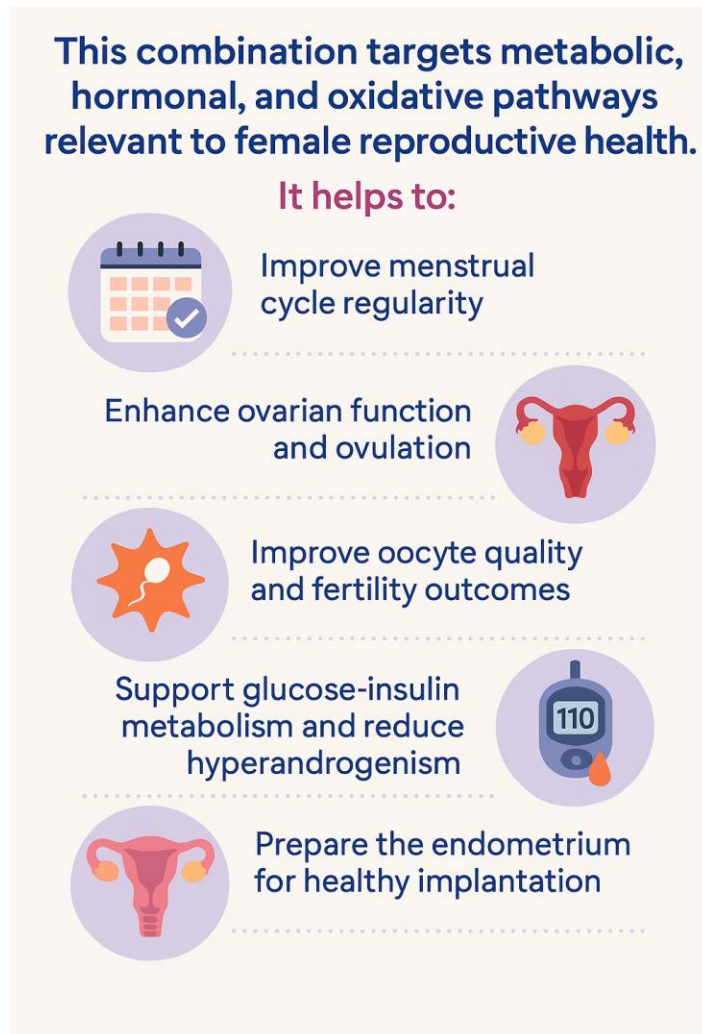 This combination targets metabolic,
hormonal, and oxidative pathways
relevant to female reproductive health.
It helps to:
Improve menstrual
cycle regularity
Enhance ovarian function
and ovulation
Improve oocyte quality
and fertility outcomes
Support glucose-insulin
metabolism and reduce
hyperandrogenism
110
Prepare the endometrium
for healthy implantation